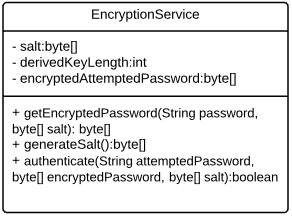 EncryptionService
- salt:byte[]
- derivedKeyLength:int
- encryptedAttemptedPassword:byte[]
+ getEncryptedPassword(String password,
byte[] salt): byte[]
+ generateSalt():byte[]
+ authenticate(String attemptedPassword,
byte[] encryptedPassword, byte[] salt):boolean